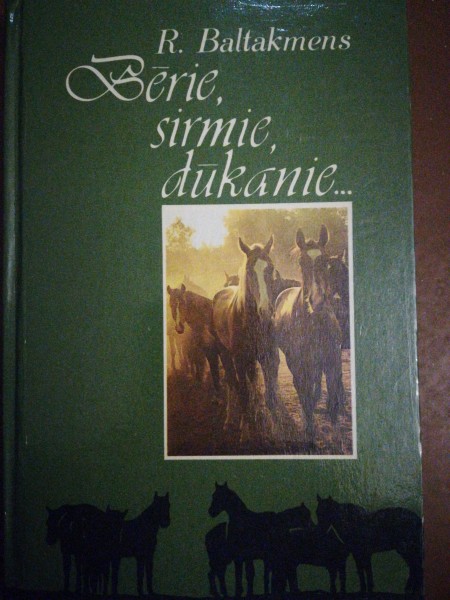 R. Baltakmens
Bērie,
sirmie,
dūkanie...